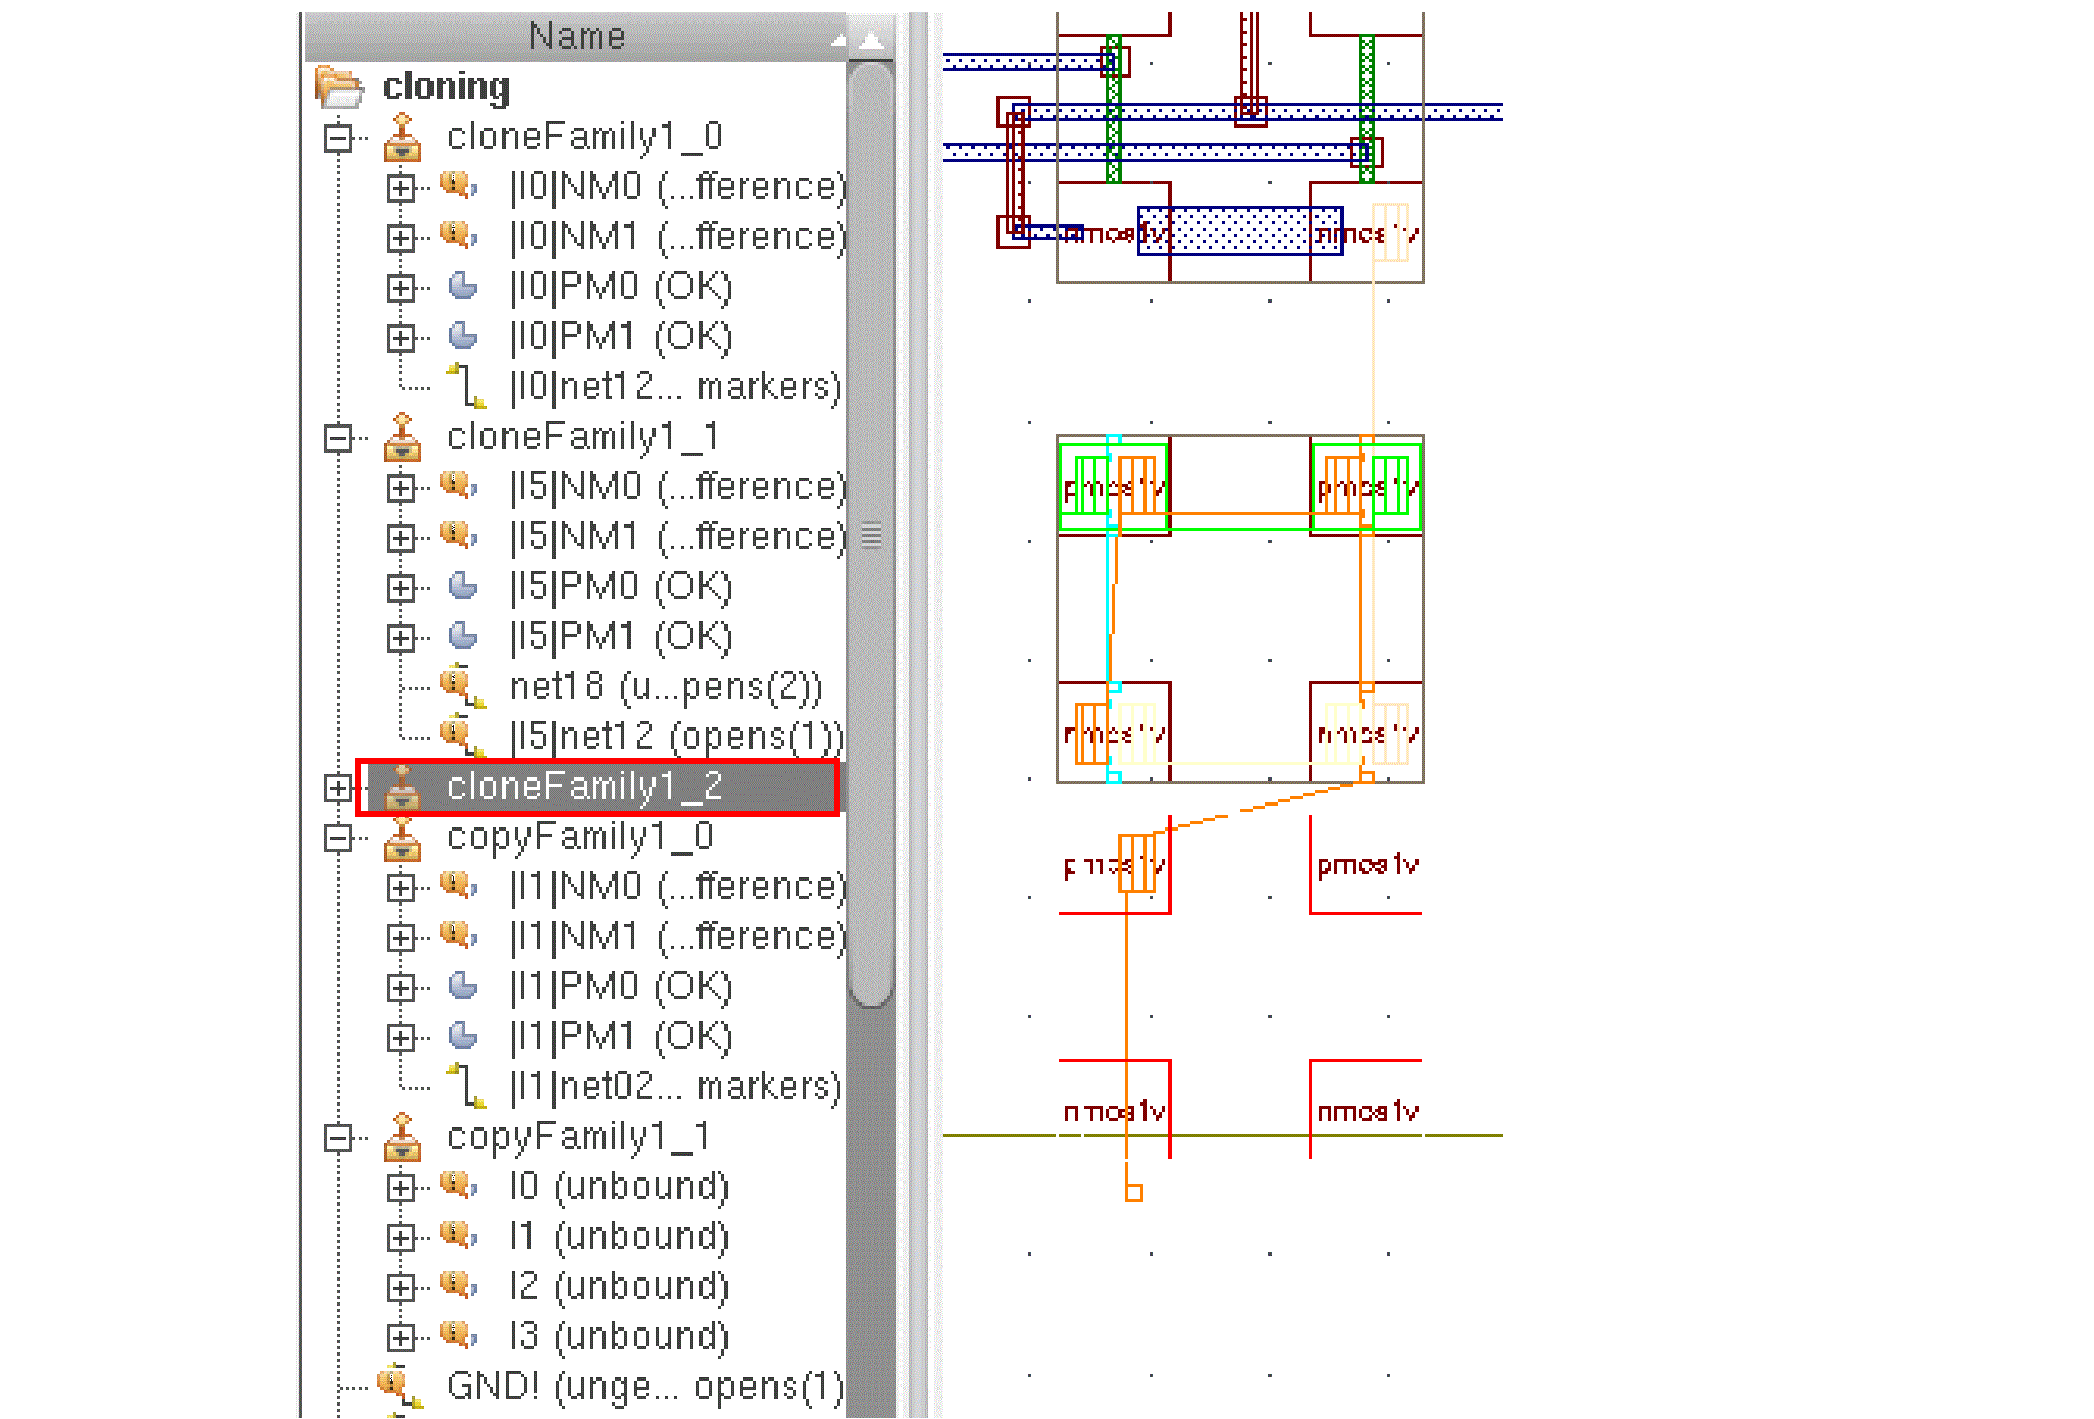 Name
cloning
cloneFamily1_0
|I0|NM0 (...fference)
|I0|NM1 (...fference)
|I0|PM0 (OK)
|I0|PM1 (OK)
|I0|net12... markers)
cloneFamily1_1
|I5|NM0 (...fference)
|I5|NM1 (...fference)
|I5|PM0 (OK)
|I5|PM1 (OK)
net18 (u...pens(2))
|I5|net12 (opens(1))
cloneFamily1_2
copyFamily1_0
|I1|NM0 (...fference)
|I1|NM1 (...fference)
|I1|PM0 (OK)
|I1|PM1 (OK)
|I1|net02... markers)
copyFamily1_1
I0 (unbound)
I1 (unbound)
I2 (unbound)
I3 (unbound)
GND! (unge... opens(1)
nmos1v nmos1v
pmos1v pmos1v
nmos1v nmos1v
pmos1v pmos1v
nmos1v nmos1v